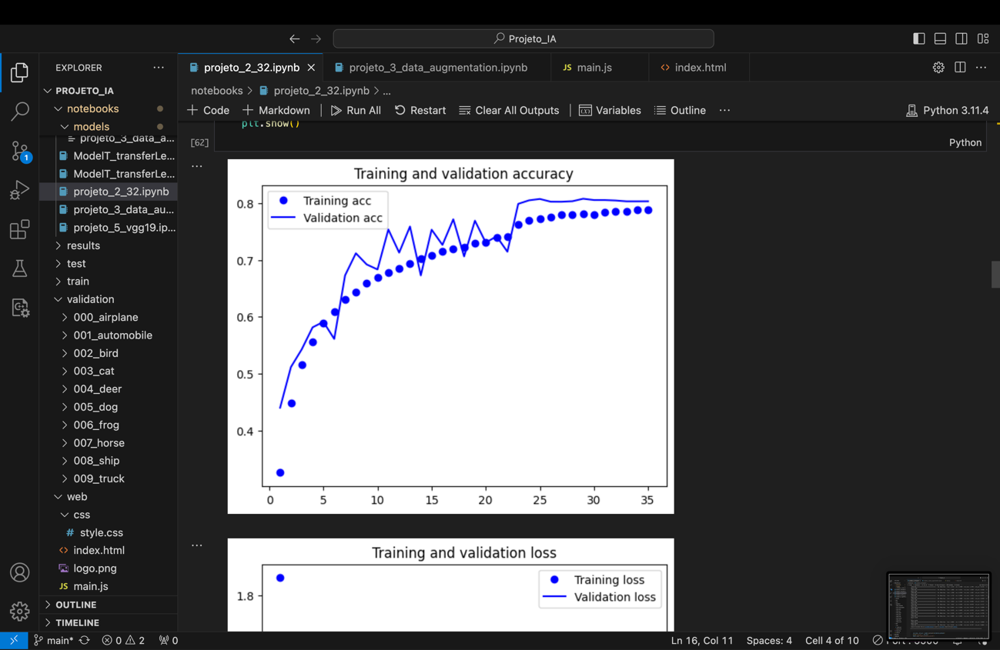 Projeto_IA
EXPLORER
PROJETO_IA
notebooks
models
projeto_3_data_a...
ModelT_transferLe...
ModelT_transferLe...
projeto_2_32.ipynb
projeto_3_data_au...
projeto_5_vgg19.ip...
results
test
train
validation
000_airplane
001_automobile
002_bird
003_cat
004_deer
005_dog
006_frog
007_horse
008_ship
009_truck
web
css
# style.css
<> index.html
logo.png
JS main.js
OUTLINE
TIMELINE
1
projeto_2_32.ipynb
projeto_3_data_augmentation.ipynb
JS main.js
<> index.html
notebooks > projeto_2_32.ipynb > ...
+ Code + Markdown Run All Restart Clear All Outputs Variables Outline ...
Python 3.11.4
plt.show()
[62]
Python
Training and validation accuracy
Training acc
Validation acc
0.8
0.7
0.6
0.5
0.4
0 5 10 15 20 25 30 35
Training and validation loss
Training loss
Validation loss
1.8
main* 0 2 0
Ln 16, Col 11 Spaces: 4 Cell 4 of 10